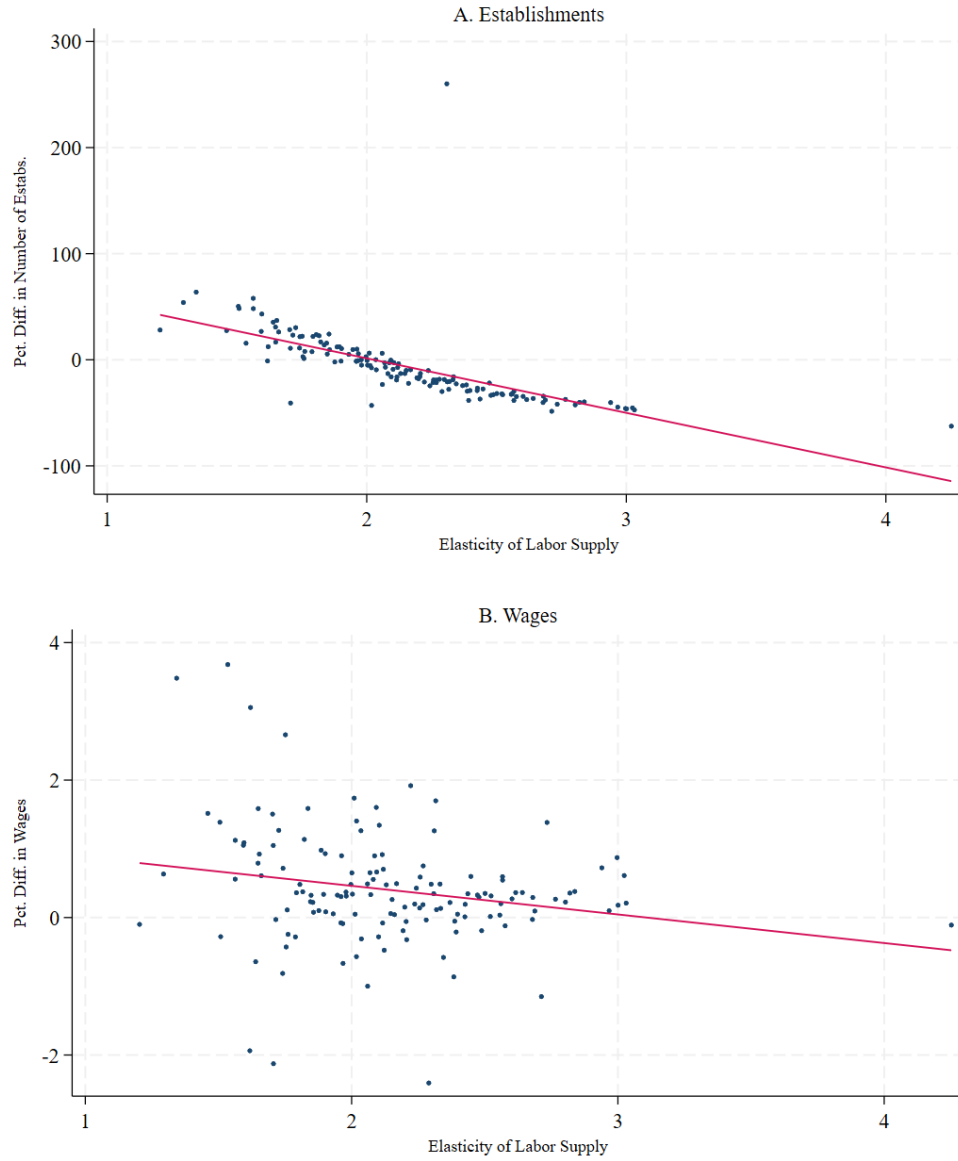 A. Establishments
Pct. Diff. in Number of Estabs.
300
200
100
0
-100
1 2 3 4
Elasticity of Labor Supply
B. Wages
Pct. Diff. in Wages
4
2
0
-2
1 2 3 4
Elasticity of Labor Supply